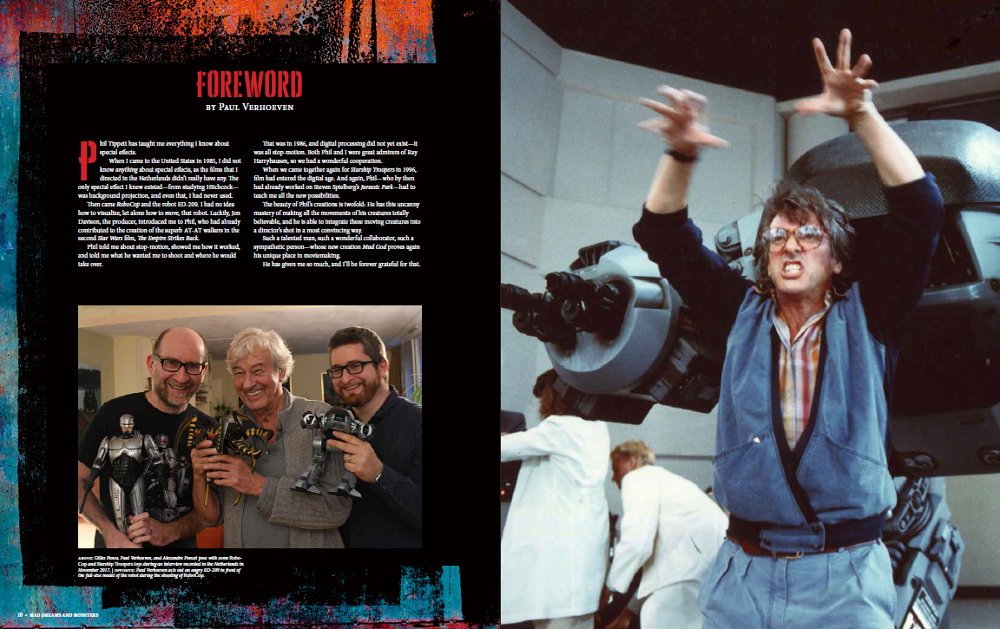 FOREWORD
BY PAUL VERHOEVEN
Phil Tippett has taught me everything I know about
special effects.
When I came to the United States in 1985, I did not
know anything about special effects, as the films that I
directed in the Netherlands didn't really have any. The
only special effect I knew existed—from studying Hitchcock—
was background projection, and even that, I had never used.
Then came RoboCop and the robot ED-209. I had no idea
how to visualize, let alone how to move, that robot. Luckily, Jon
Davison, the producer, introduced me to Phil, who had already
contributed to the creation of the superb AT-AT walkers in the
second Star Wars film, The Empire Strikes Back.
Phil told me about stop-motion, showed me how it worked,
and told me what he wanted me to shoot and where he would
take over.
That was in 1986, and digital processing did not yet exist—it
was all stop-motion. Both Phil and I were great admirers of Ray
Harryhausen, so we had a wonderful cooperation.
When we came together again for Starship Troopers in 1996,
film had entered the digital age. And again, Phil—who by then
had already worked on Steven Spielberg's Jurassic Park—had to
teach me all the new possibilities.
The beauty of Phil's creations is twofold: He has this uncanny
mastery of making all the movements of his creatures totally
believable, and he is able to integrate these moving creatures into
a director's shot in a most convincing way.
Such a talented man, such a wonderful collaborator, such a
sympathetic person—whose new creation Mad God proves again
his unique place in moviemaking.
He has given me so much, and I'll be forever grateful for that.
ABOVE: Gilles Penso, Paul Verhoeven, and Alexandre Poncet pose with some Robo-
Cop and Starship Troopers toys during an interview recorded in the Netherlands in
November 2017. | OPPOSITE: Paul Verhoeven acts out an angry ED-209 in front of
the full-size model of the robot during the shooting of RoboCop.
10 • MAD DREAMS AND MONSTERS